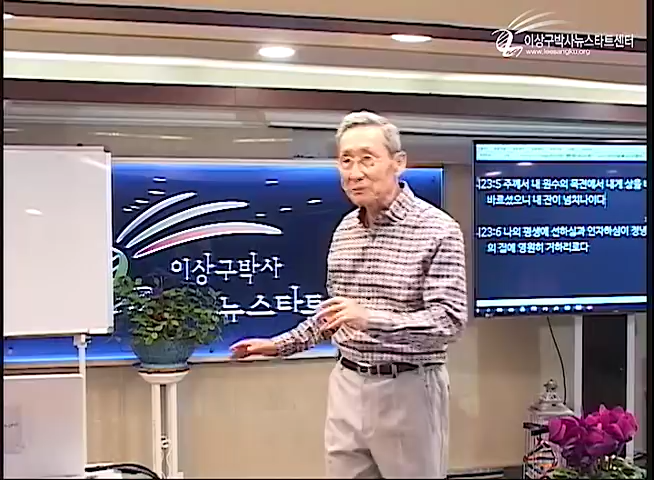 이상구박사뉴스타트센터
www.leesangku.org
이상구박사
뉴스타트
23:5 주께서 내 원수의 목전에서 내게 상을
바르셨으니 내 잔이 넘치나이다
23:6 나의 평생에 선하심과 인자하심이
의 집에 영원히 거하리로다